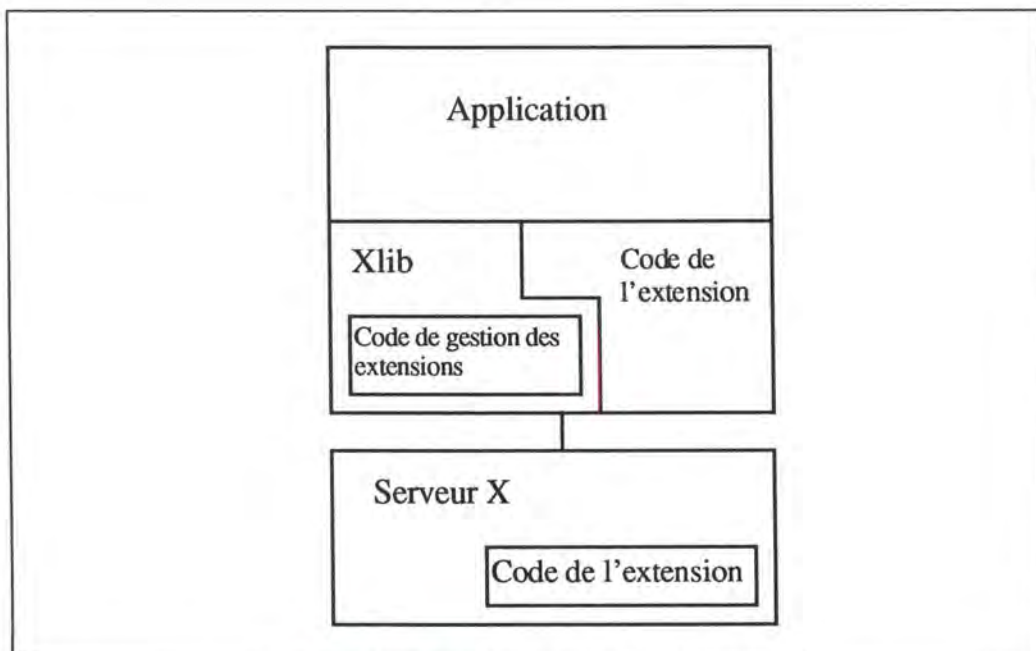 Application
Xlib
Code de
l'extension
Code de gestion des
extensions
Serveur X
Code de l'extension